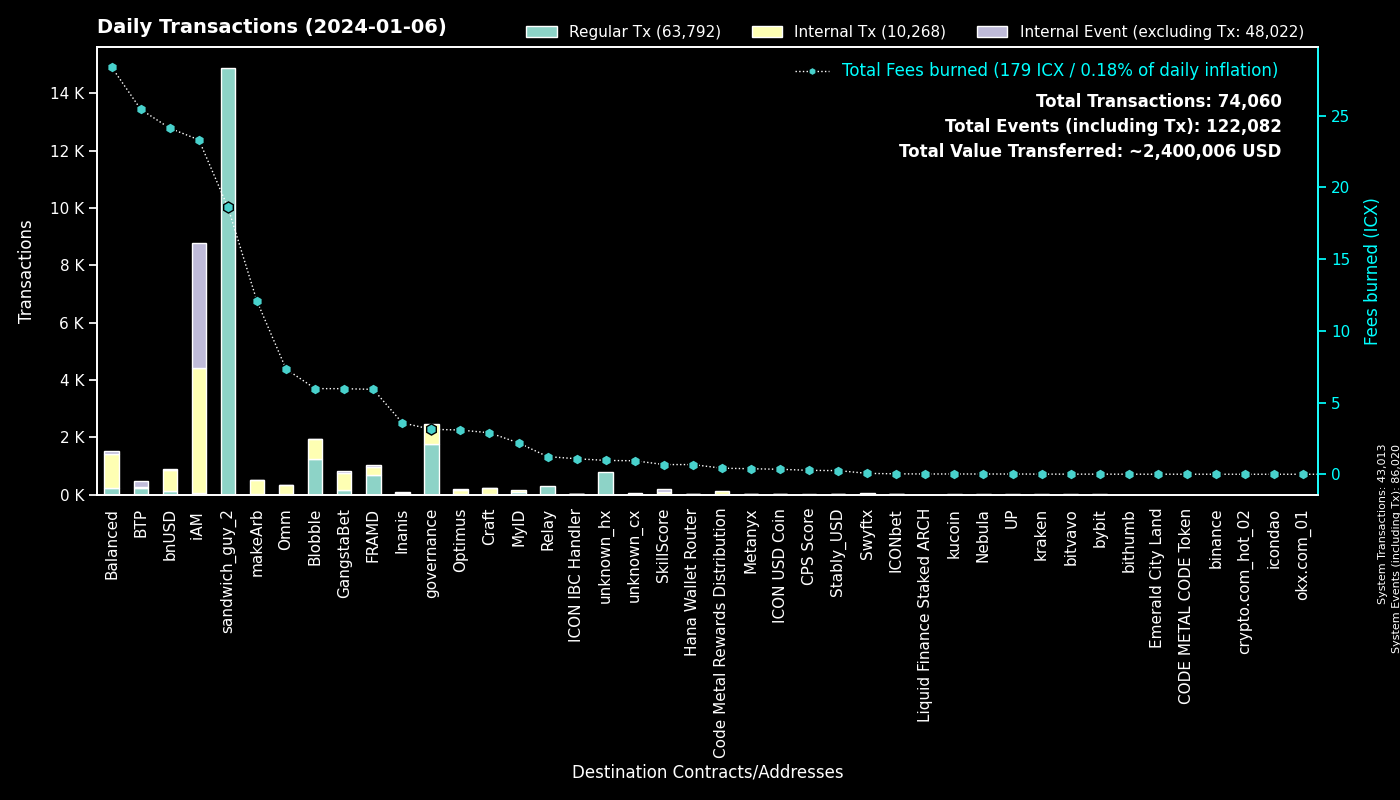 Daily Transactions (2024-01-06)
Regular Tx (63,792)
Internal Tx (10,268)
Internal Event (excluding Tx: 48,022)
Total Fees burned (179 ICX / 0.18% of daily inflation)
Total Transactions: 74,060
Total Events (including Tx): 122,082
Total Value Transferred: ~2,400,006 USD
Transactions
14 K
12 K
10 K
8 K
6 K
4 K
2 K
0 K
25
20
15
10
5
0
Fees burned (ICX)
Balanced
BTP
bnUSD
iAM
sandwich_guy_2
makeArb
Omm
Blobble
GangstaBet
FRAMD
Inanis
governance
Optimus
Craft
MyID
Relay
ICON IBC Handler
unknown_hx
unknown_cx
SkillScore
Hana Wallet Router
Code Metal Rewards Distribution
Metanyx
ICON USD Coin
CPS Score
Stably_USD
Swyftx
ICONbet
Liquid Finance Staked ARCH
kucoin
Nebula
UP
kraken
bitvavo
bybit
bithumb
Emerald City Land
CODE METAL CODE Token
binance
crypto.com_hot_02
icondao
okx.com_01
Destination Contracts/Addresses
System Transactions: 43,013
System Events (including Tx): 86,020